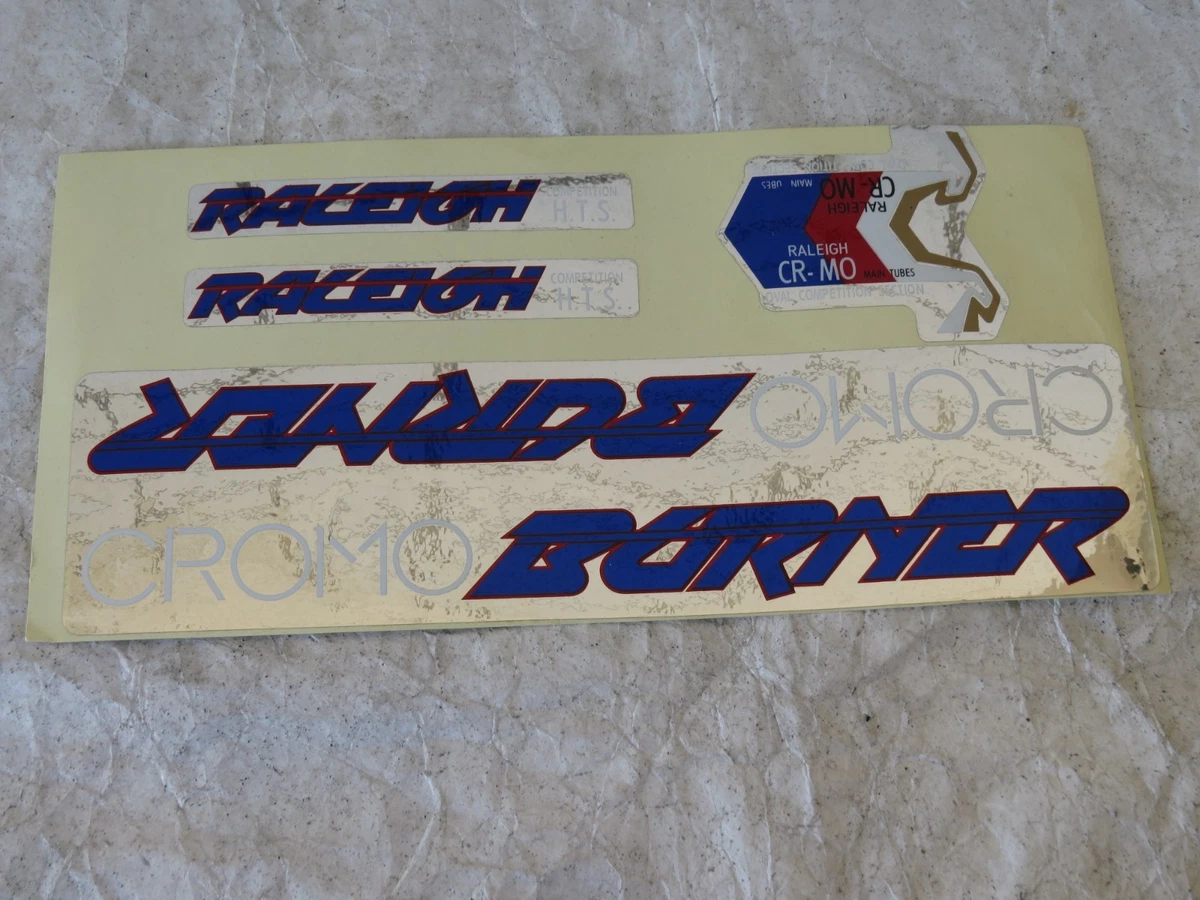 RALEIGH COMPETITION
H.T.S.
RALEIGH COMPETITION
H.T.S.
MAIN UBES CR-MO
RALEIGH
RALEIGH
CR-MO MAIN TUBES
OVAL COMPETITION SECTION
BURNER CROMO
CROMO BURNER